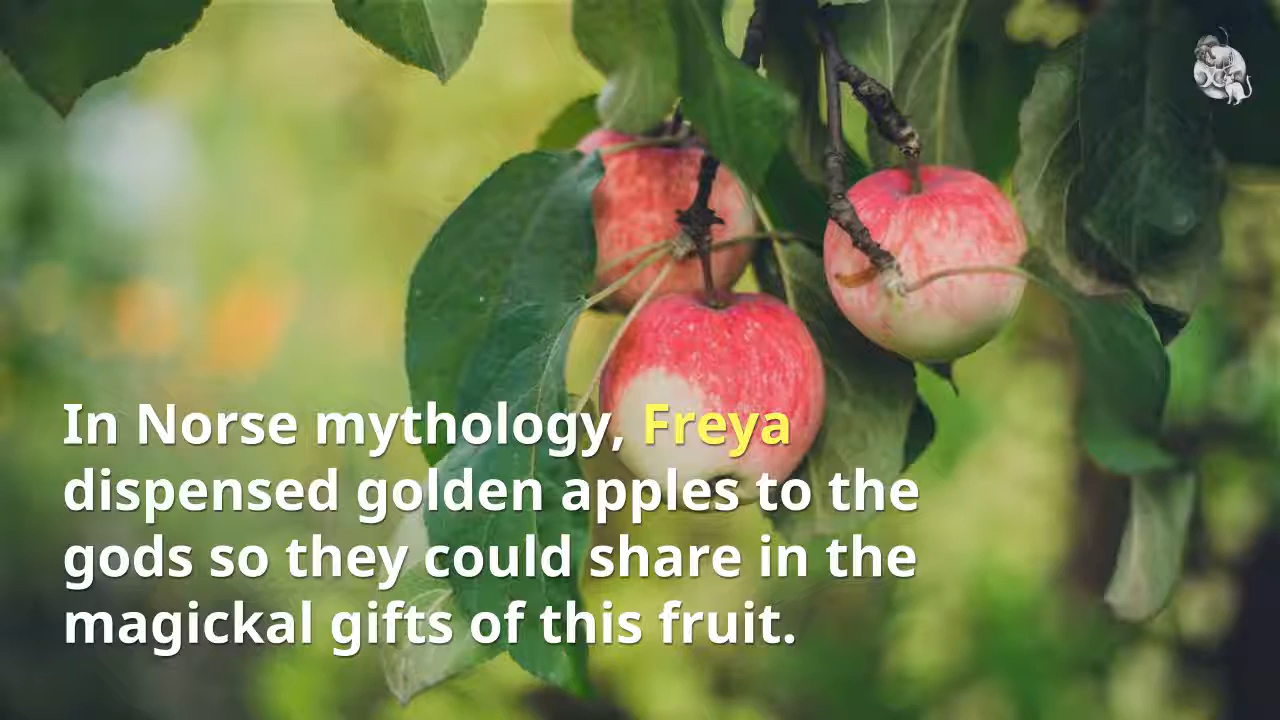 In Norse mythology, Freya
dispensed golden apples to the
gods so they could share in the
magickal gifts of this fruit.